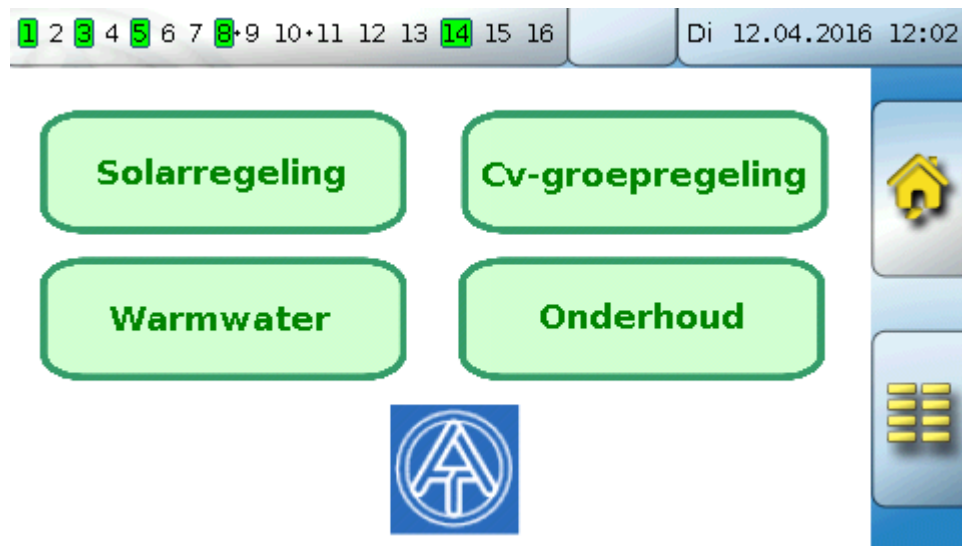 1 2 3 4 5 6 7 8·9 10·11 12 13 14 15 16 Di 12.04.2016 12:02
Solarregeling Cv-groepregeling
Warmwater Onderhoud
TA